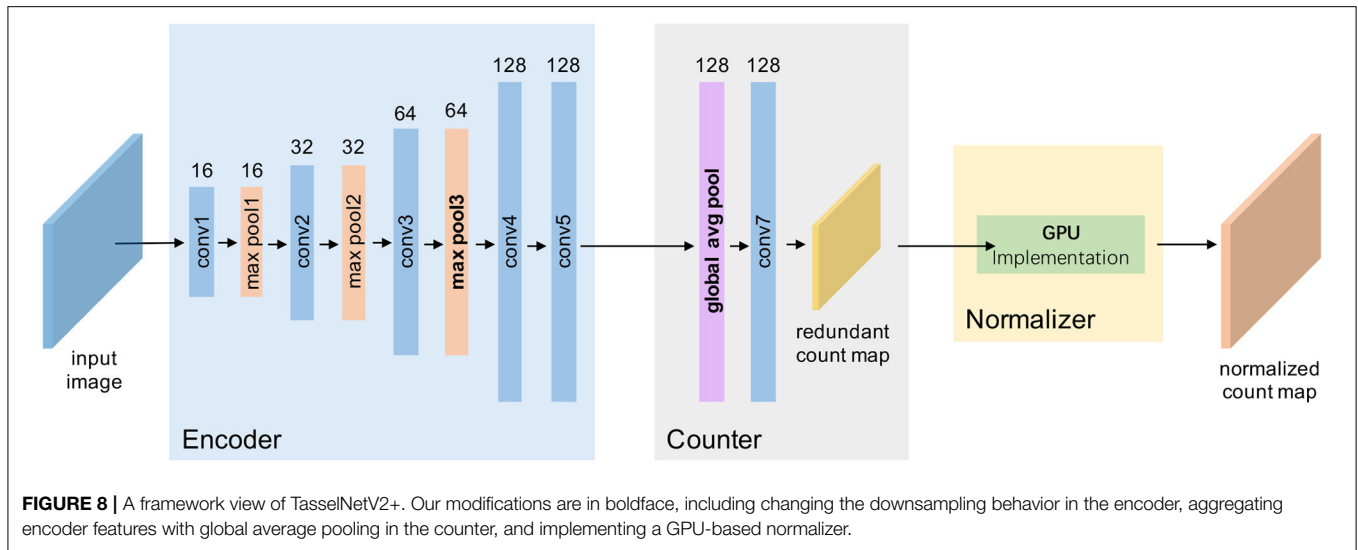 16
16
32
32
64
64
128
128
128
128
conv1
max pool1
conv2
max pool2
conv3
max pool3
conv4
conv5
global avg pool
conv7
GPU
Implementation
input
image
redundant
count map
normalized
count map
Encoder
Counter
Normalizer
FIGURE 8 | A framework view of TasselNetV2+. Our modifications are in boldface, including changing the downsampling behavior in the encoder, aggregating
encoder features with global average pooling in the counter, and implementing a GPU-based normalizer.